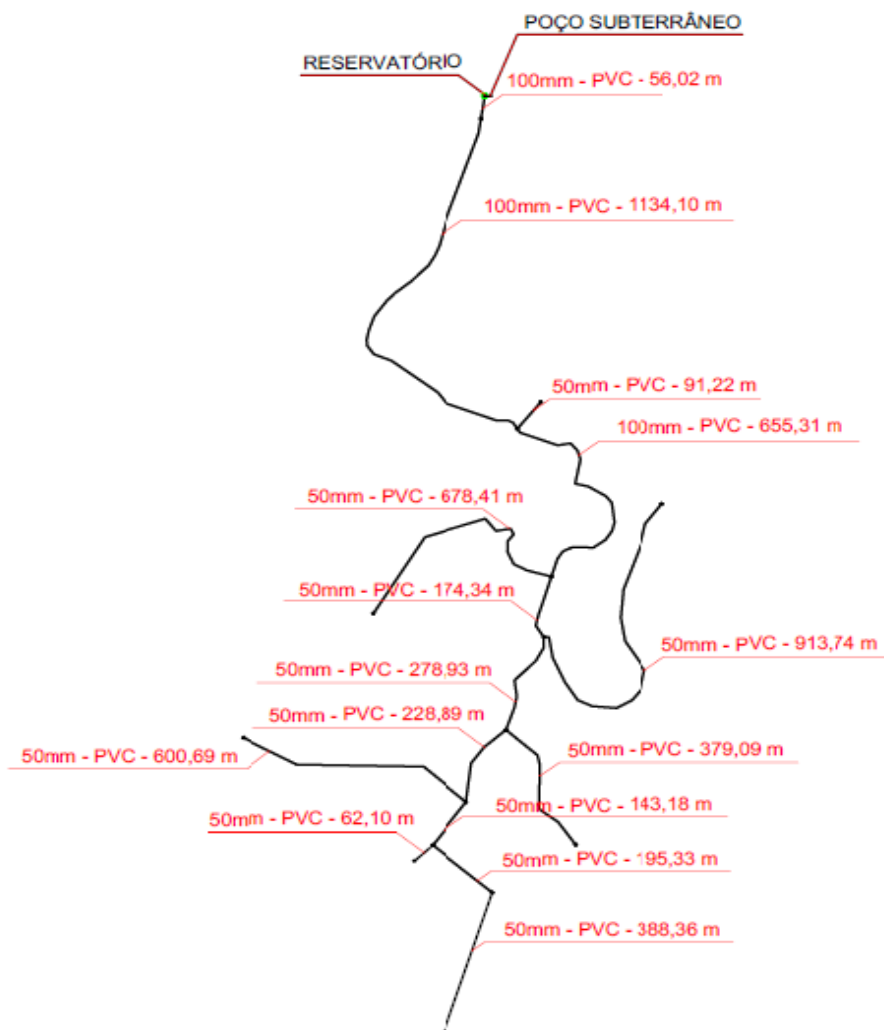 POÇO SUBTERRÂNEO
RESERVATÓRIO
100mm - PVC - 56,02 m
100mm - PVC - 1134,10 m
50mm - PVC - 91,22 m
100mm - PVC - 655,31 m
50mm - PVC - 678,41 m
50mm - PVC - 174,34 m
50mm - PVC - 913,74 m
50mm - PVC - 278,93 m
50mm - PVC - 228,89 m
50mm - PVC - 600,69 m
50mm - PVC - 379,09 m
50mm - PVC - 143,18 m
50mm - PVC - 62,10 m
50mm - PVC - 195,33 m
50mm - PVC - 388,36 m